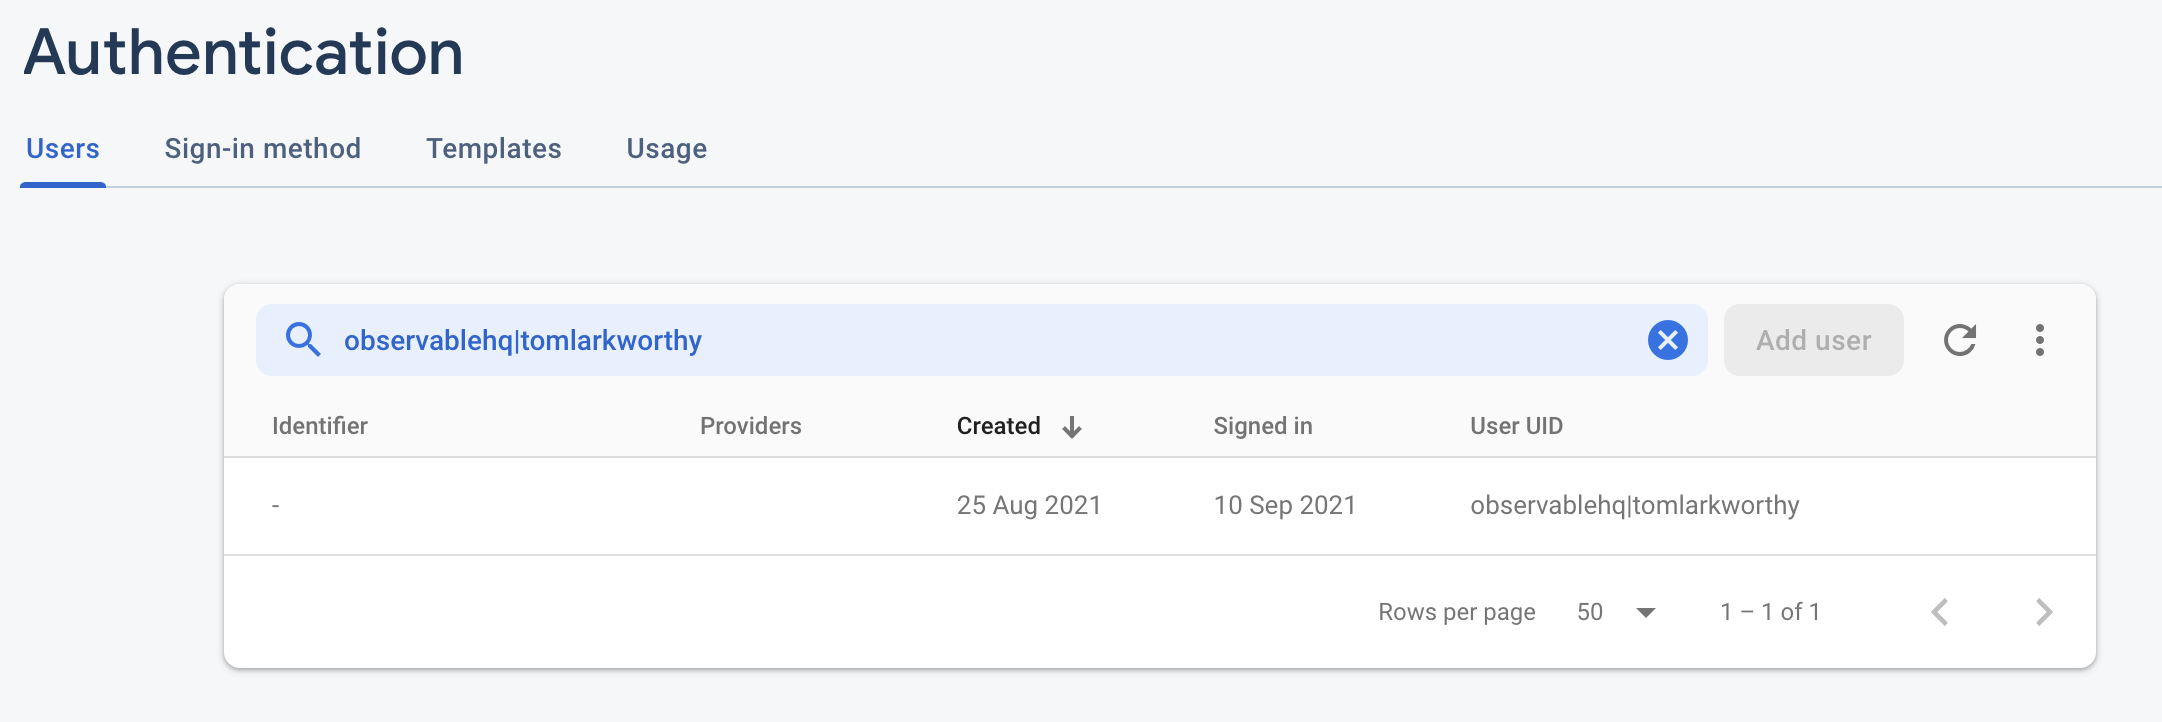 Authentication
Users Sign-in method Templates Usage
observablehq|tomlarkworthy Add user
Identifier Providers Created Signed in User UID
- 25 Aug 2021 10 Sep 2021 observablehq|tomlarkworthy
Rows per page 50 1 – 1 of 1